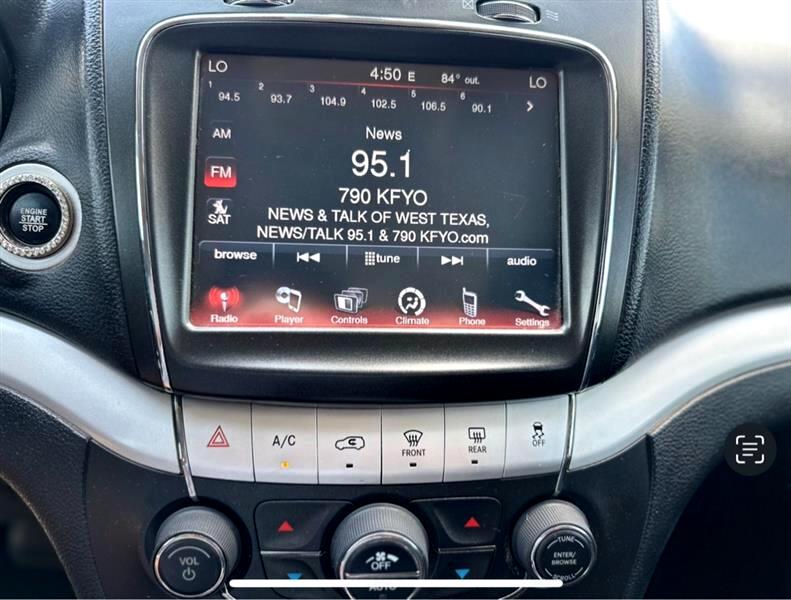 LO 4:50 E 84° out. LO
1 94.5 2 93.7 3 104.9 4 102.5 5 106.5 6 90.1
AM
News
95.1
FM
790 KFYO
SAT
NEWS & TALK OF WEST TEXAS,
NEWS/TALK 95.1 & 790 KFYO.com
browse tune audio
Radio Player Controls Climate Phone Settings
ENGINE
START
STOP
A/C
FRONT
REAR
OFF
VOL
OFF
AUTO
TUNE
ENTER/
BROWSE
SCROLL